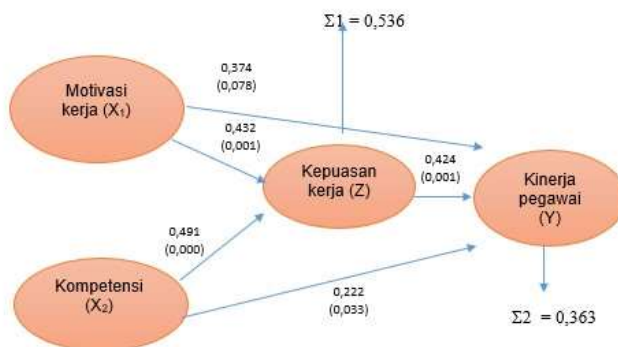 Σ1 = 0,536
0,374
(0,078)
Motivasi
kerja (X₁)
0,432
(0,001)
Kepuasan
kerja (Z)
0,424
(0,001)
Kinerja
pegawai
(Y)
0,491
(0,000)
Kompetensi
(X₂)
0,222
(0,033)
Σ2 = 0,363